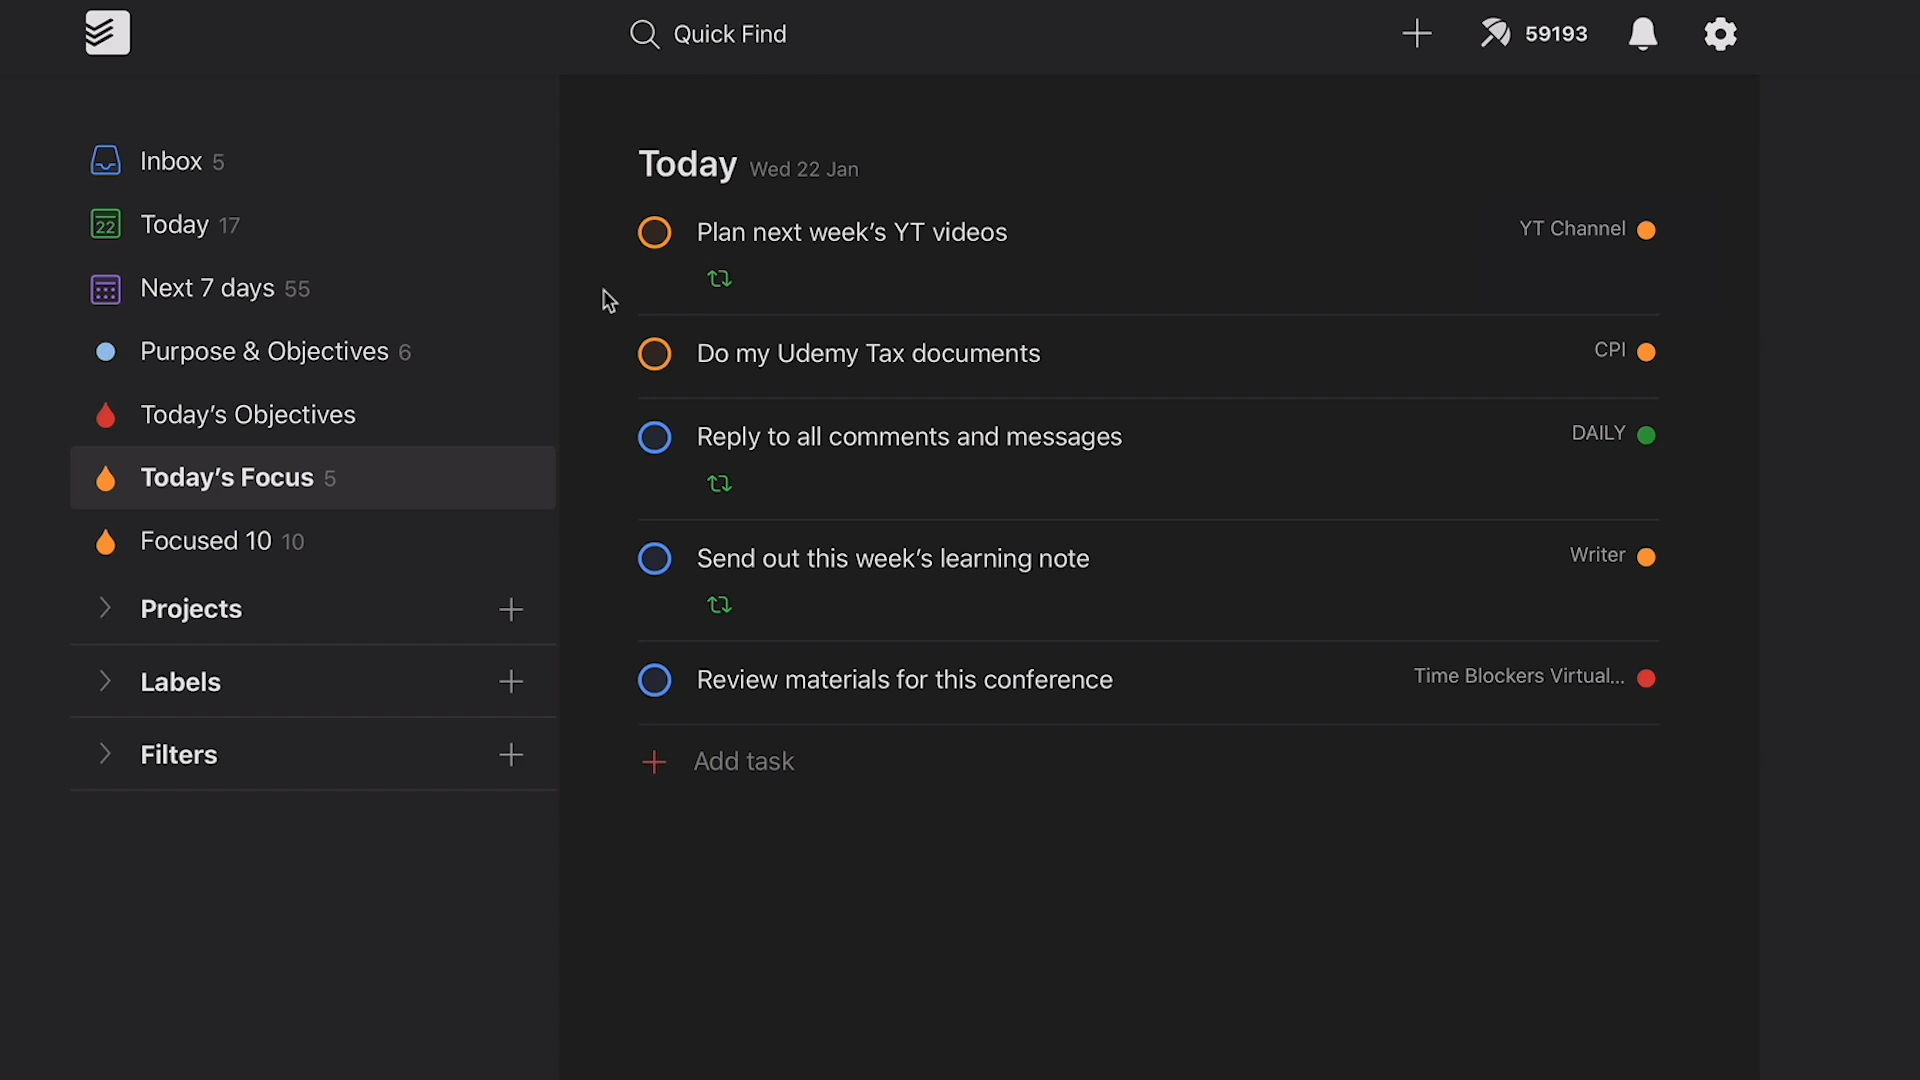 Quick Find
59193
Inbox 5
22 Today 17
Next 7 days 55
Purpose & Objectives 6
Today's Objectives
Today's Focus 5
Focused 10 10
Projects
Labels
Filters
Today Wed 22 Jan
Plan next week's YT videos
YT Channel
Do my Udemy Tax documents
CPI
Reply to all comments and messages
DAILY
Send out this week's learning note
Writer
Review materials for this conference
Time Blockers Virtual...
Add task